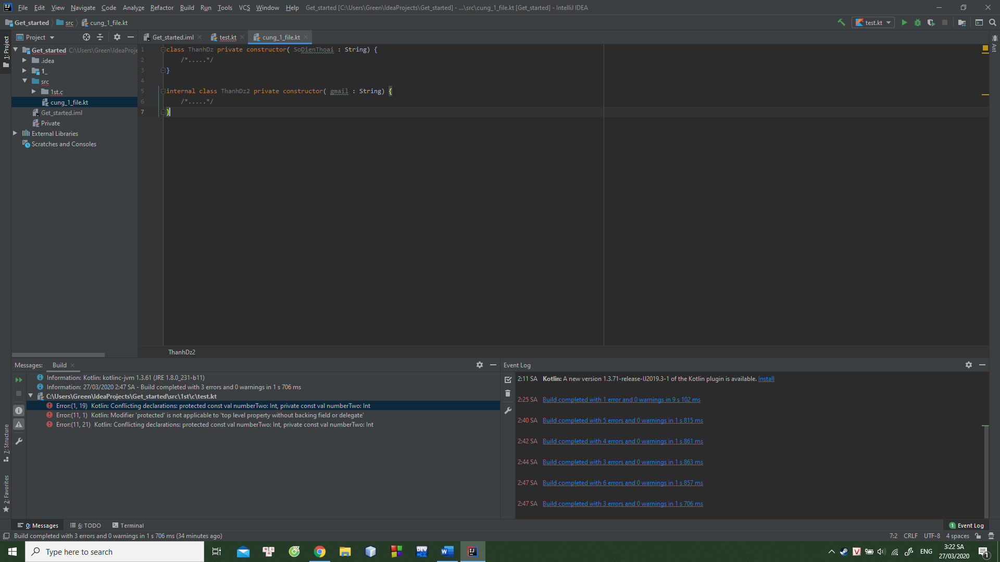 File Edit View Navigate Code Analyze Refactor Build Run Tools VCS Window Help Get_started [C:\Users\Green\IdeaProjects\Get_started] - ...\src\cung_1_file.kt [Get_started] - IntelliJ IDEA
Get_started src cung_1_file.kt test.kt
Project Get_started.iml test.kt cung_1_file.kt
1: Project
Ant
Get_started C:\Users\Green\IdeaProje
.idea
1_
src
1st.c
cung_1_file.kt
Get_started.iml
Private
External Libraries
Scratches and Consoles
1 class ThanhDz private constructor( SoDienThoai : String) {
2 /*.....*/
3 }
4
5 internal class ThanhDz2 private constructor( gmail : String) {
6 /*.....*/
7 }
ThanhDz2
Messages: Build
Information: Kotlin: kotlinc-jvm 1.3.61 (JRE 1.8.0_231-b11)
Information: 27/03/2020 2:47 SA - Build completed with 3 errors and 0 warnings in 1 s 706 ms
C:\Users\Green\IdeaProjects\Get_started\src\1st\c\test.kt
Error:(1, 19) Kotlin: Conflicting declarations: protected const val numberTwo: Int, private const val numberTwo: Int
Error:(11, 1) Kotlin: Modifier 'protected' is not applicable to 'top level property without backing field or delegate'
Error:(11, 21) Kotlin: Conflicting declarations: protected const val numberTwo: Int, private const val numberTwo: Int
7: Structure
2: Favorites
Event Log
2:11 SA Kotlin: A new version 1.3.71-release-IJ2019.3-1 of the Kotlin plugin is available. Install
2:25 SA Build completed with 1 error and 0 warnings in 9 s 102 ms
2:40 SA Build completed with 5 errors and 0 warnings in 1 s 815 ms
2:42 SA Build completed with 4 errors and 0 warnings in 1 s 861 ms
2:44 SA Build completed with 3 errors and 0 warnings in 1 s 863 ms
2:47 SA Build completed with 6 errors and 0 warnings in 1 s 857 ms
2:47 SA Build completed with 3 errors and 0 warnings in 1 s 706 ms
0: Messages 6: TODO Terminal 1 Event Log
Build completed with 3 errors and 0 warnings in 1 s 706 ms (34 minutes ago) 7:2 CRLF UTF-8 4 spaces
Type here to search
DEV
ENG
3:22 SA
27/03/2020
1